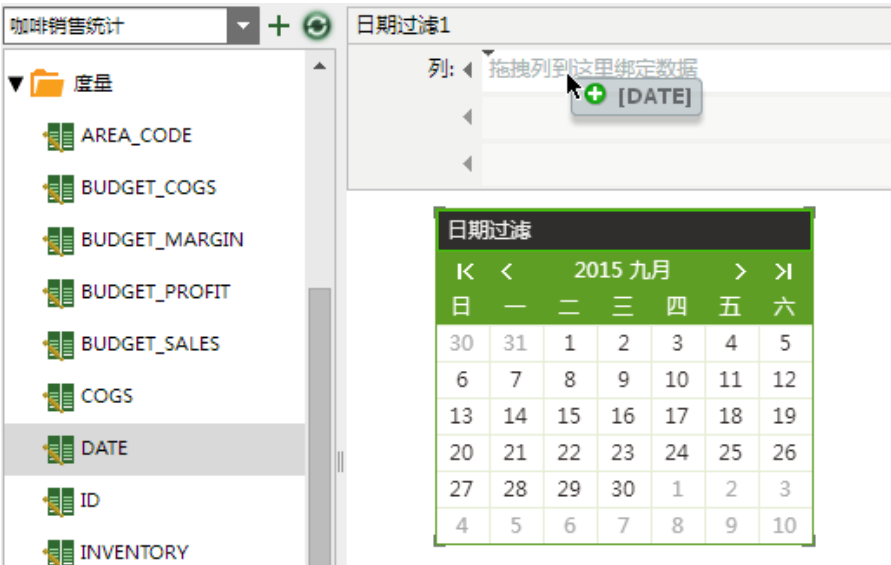 咖啡销售统计
度量
AREA_CODE
BUDGET_COGS
BUDGET_MARGIN
BUDGET_PROFIT
BUDGET_SALES
COGS
DATE
ID
INVENTORY
日期过滤1
列: 拖拽列到这里绑定数据
[DATE]
日期过滤
2015 九月
日 一 二 三 四 五 六
30 31 1 2 3 4 5
6 7 8 9 10 11 12
13 14 15 16 17 18 19
20 21 22 23 24 25 26
27 28 29 30 1 2 3
4 5 6 7 8 9 10